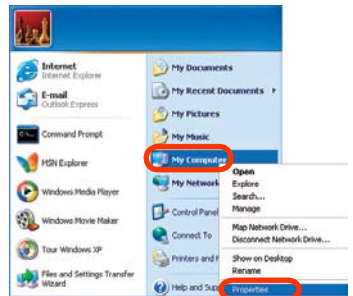 Internet
Internet Explorer
E-mail
Outlook Express
Command Prompt
MSN Explorer
Windows Media Player
Windows Movie Maker
Tour Windows XP
Files and Settings Transfer
Wizard
My Documents
My Recent Documents
My Pictures
My Music
My Computer
My Network
Control Panel
Connect To
Printers and F
Help and Sup
Open
Explore
Search...
Manage
Map Network Drive...
Disconnect Network Drive...
Show on Desktop
Rename
Properties